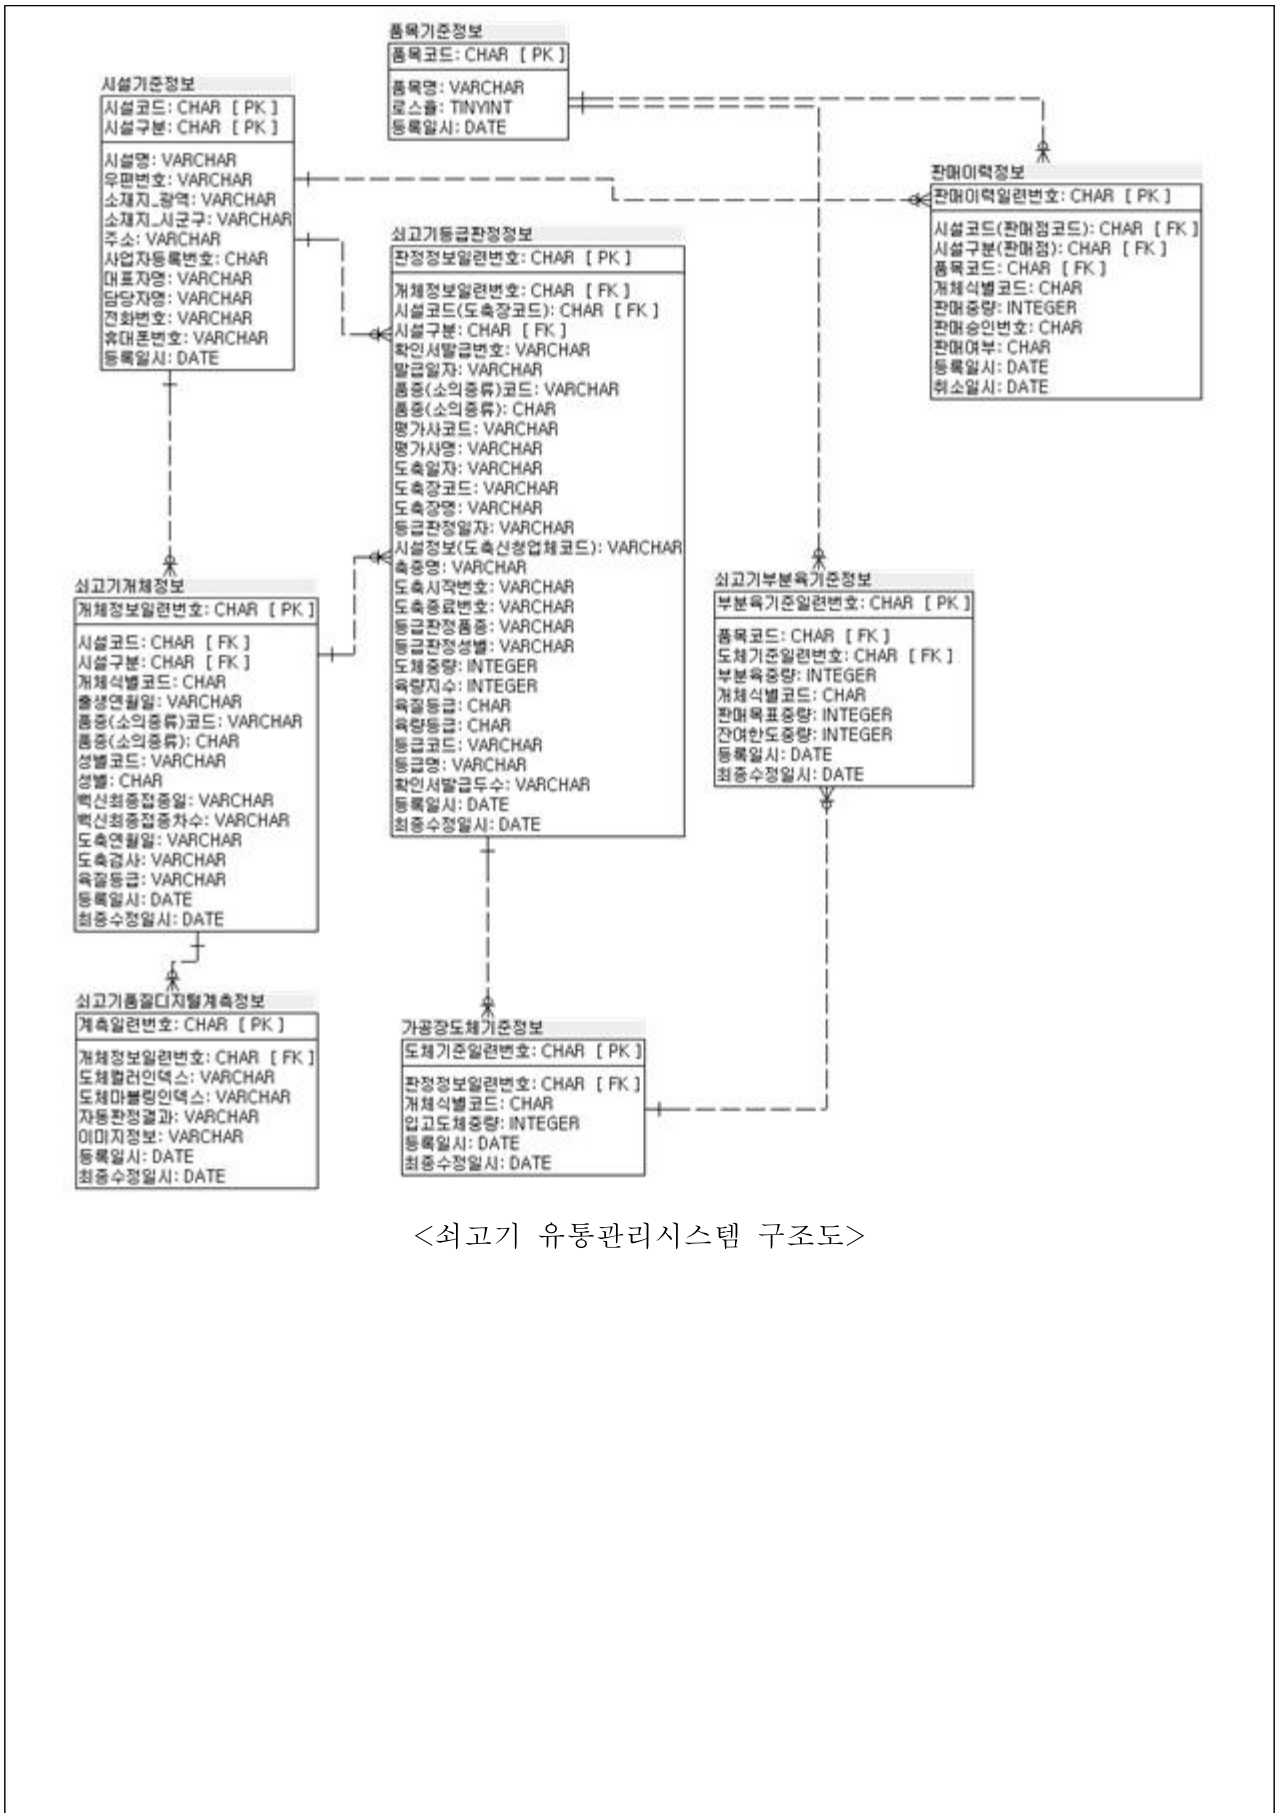 품목기준정보
품목코드: CHAR [ PK ]
품목명: VARCHAR
로스율: TINYINT
등록일시: DATE
시설기준정보
시설코드: CHAR [ PK ]
시설구분: CHAR [ PK ]
시설명: VARCHAR
우편번호: VARCHAR
소재지_광역: VARCHAR
소재지_시군구: VARCHAR
주소: VARCHAR
사업자등록번호: CHAR
대표자명: VARCHAR
담당자명: VARCHAR
전화번호: VARCHAR
휴대폰번호: VARCHAR
등록일시: DATE
판매이력정보
판매이력일련번호: CHAR [ PK ]
시설코드(판매점코드): CHAR [ FK ]
시설구분(판매점): CHAR [ FK ]
품목코드: CHAR [ FK ]
개체식별코드: CHAR
판매중량: INTEGER
판매승인번호: CHAR
판매여부: CHAR
등록일시: DATE
취소일시: DATE
쇠고기등급판정정보
판정정보일련번호: CHAR [ PK ]
개체정보일련번호: CHAR [ FK ]
시설코드(도축장코드): CHAR [ FK ]
시설구분: CHAR [ FK ]
확인서발급번호: VARCHAR
발급일자: VARCHAR
품종(소의종류)코드: VARCHAR
품종(소의종류): CHAR
평가사코드: VARCHAR
평가사명: VARCHAR
도축일자: VARCHAR
도축장코드: VARCHAR
도축장명: VARCHAR
등급판정일자: VARCHAR
시설정보(도축신청업체코드): VARCHAR
축종명: VARCHAR
도축시작번호: VARCHAR
도축종료번호: VARCHAR
등급판정품종: VARCHAR
등급판정성별: VARCHAR
도체중량: INTEGER
육량지수: INTEGER
육질등급: CHAR
육량등급: CHAR
등급코드: VARCHAR
등급명: VARCHAR
확인서발급두수: VARCHAR
등록일시: DATE
최종수정일시: DATE
쇠고기개체정보
개체정보일련번호: CHAR [ PK ]
시설코드: CHAR [ FK ]
시설구분: CHAR [ FK ]
개체식별코드: CHAR
출생연월일: VARCHAR
품종(소의종류)코드: VARCHAR
품종(소의종류): CHAR
성별코드: VARCHAR
성별: CHAR
백신최종접종일: VARCHAR
백신최종접종차수: VARCHAR
도축연월일: VARCHAR
도축검사: VARCHAR
육질등급: VARCHAR
등록일시: DATE
최종수정일시: DATE
쇠고기부분육기준정보
부분육기준일련번호: CHAR [ PK ]
품목코드: CHAR [ FK ]
도체기준일련번호: CHAR [ FK ]
부분육중량: INTEGER
개체식별코드: CHAR
판매목표중량: INTEGER
잔여한도중량: INTEGER
등록일시: DATE
최종수정일시: DATE
쇠고기품질디지털계측정보
계측일련번호: CHAR [ PK ]
개체정보일련번호: CHAR [ FK ]
도체컬러인덱스: VARCHAR
도체마블링인덱스: VARCHAR
자동판정결과: VARCHAR
이미지정보: VARCHAR
등록일시: DATE
최종수정일시: DATE
가공장도체기준정보
도체기준일련번호: CHAR [ PK ]
판정정보일련번호: CHAR [ FK ]
개체식별코드: CHAR
입고도체중량: INTEGER
등록일시: DATE
최종수정일시: DATE
<쇠고기 유통관리시스템 구조도>